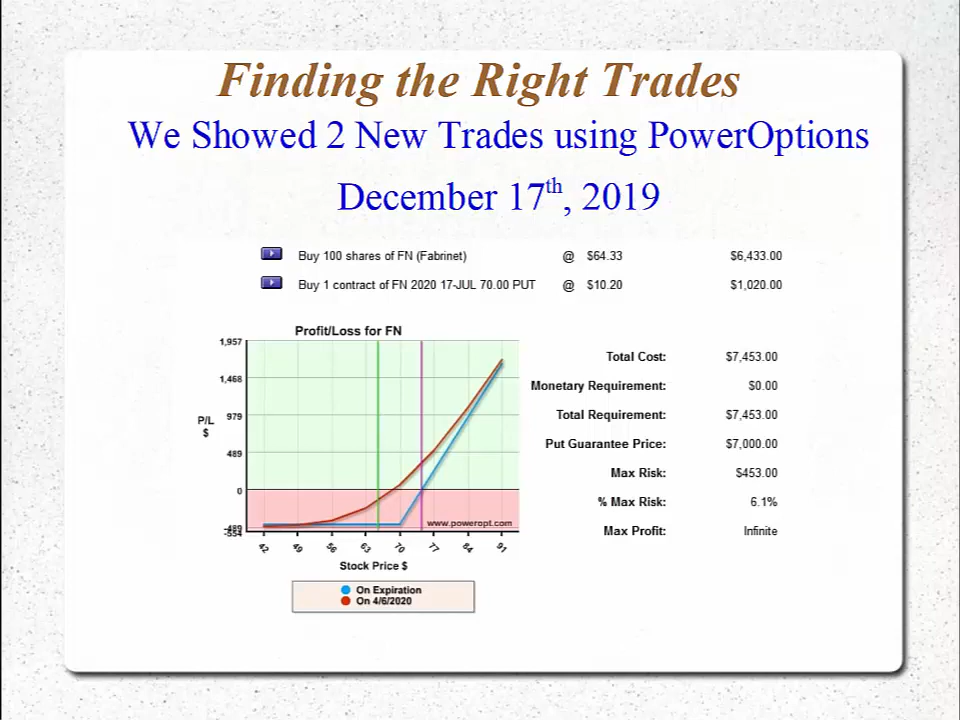 Finding the Right Trades
We Showed 2 New Trades using PowerOptions
December 17th, 2019
Buy 100 shares of FN (Fabrinet) @ $64.33 $6,433.00
Buy 1 contract of FN 2020 17-JUL 70.00 PUT @ $10.20 $1,020.00
Profit/Loss for FN
1,957
1,468
979
489
0
-489
-554
P/L
$
www.poweropt.com
42 49 56 63 70 77 84 91
Stock Price $
On Expiration
On 4/6/2020
Total Cost: $7,453.00
Monetary Requirement: $0.00
Total Requirement: $7,453.00
Put Guarantee Price: $7,000.00
Max Risk: $453.00
% Max Risk: 6.1%
Max Profit: Infinite